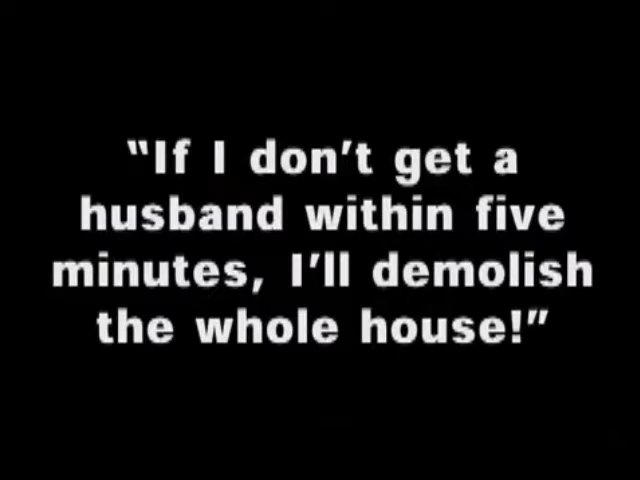 “If I don’t get a
husband within five
minutes, I’ll demolish
the whole house!”